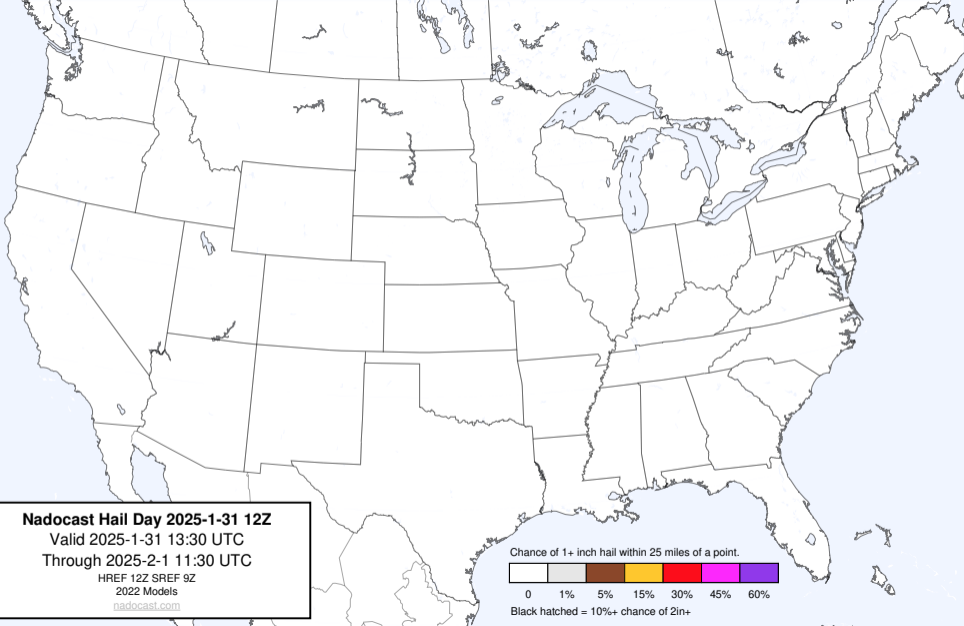 Nadocast Hail Day 2025-1-31 12Z
Valid 2025-1-31 13:30 UTC
Through 2025-2-1 11:30 UTC
HREF 12Z SREF 9Z
2022 Models
nadocast.com
Chance of 1+ inch hail within 25 miles of a point.
0 1% 5% 15% 30% 45% 60%
Black hatched = 10%+ chance of 2in+